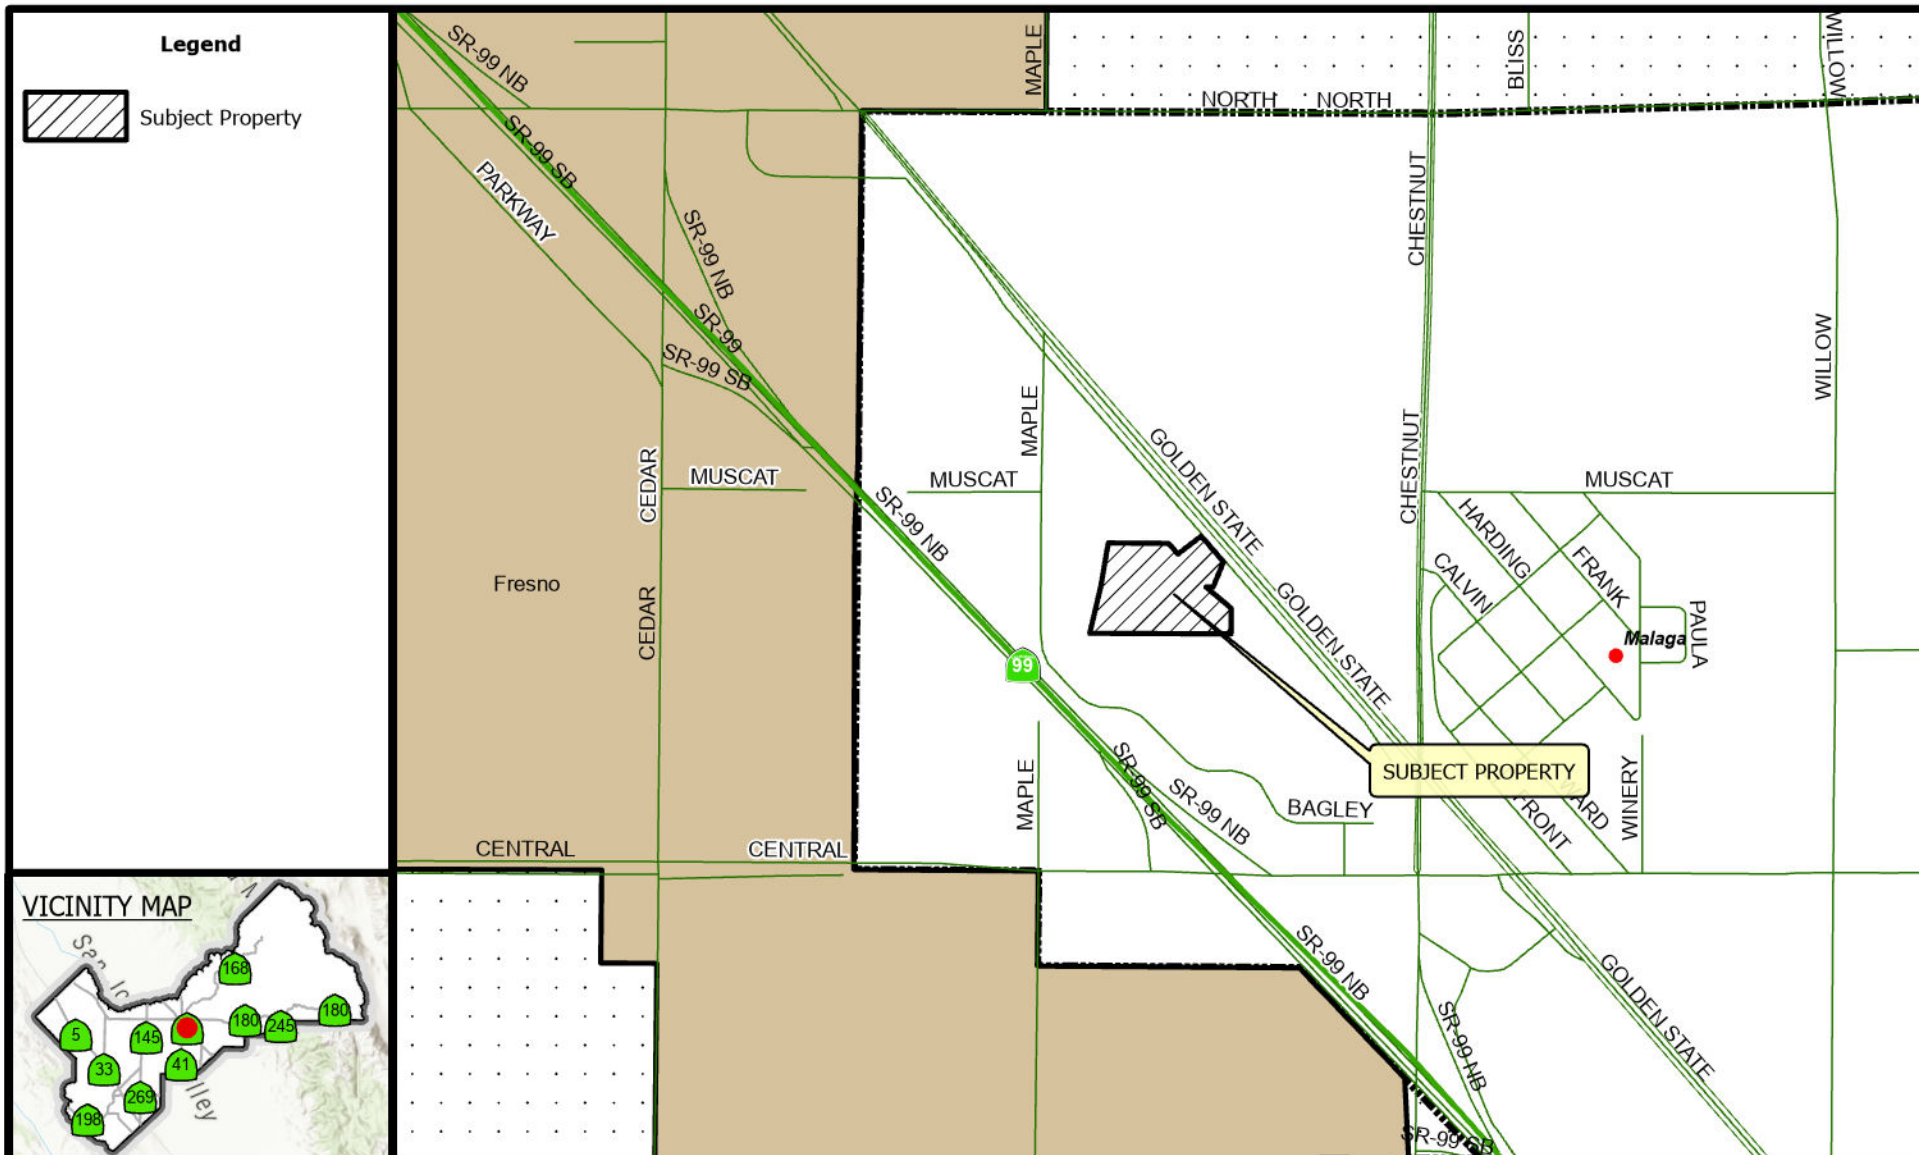 Legend
Subject Property
SR-99 NB
SR-99 SB
PARKWAY
SR-99 NB
SR-99
SR-99 SB
MAPLE
NORTH
NORTH
BLISS
WILLOW
CHESTNUT
WILLOW
CEDAR
MUSCAT
MUSCAT
MAPLE
SR-99 NB
GOLDEN STATE
CHESTNUT
MUSCAT
HARDING
FRANK
CALVIN
Fresno
CEDAR
GOLDEN STATE
PAULA
Malaga
99
SUBJECT PROPERTY
MAPLE
SR-99 SB
SR-99 NB
BAGLEY
FRONT
WARD
WINERY
CENTRAL
CENTRAL
SR-99 NB
GOLDEN STATE
SR-99 NB
SR-99 SB
VICINITY MAP
168
180
180
245
5
145
33
41
269
198
lley